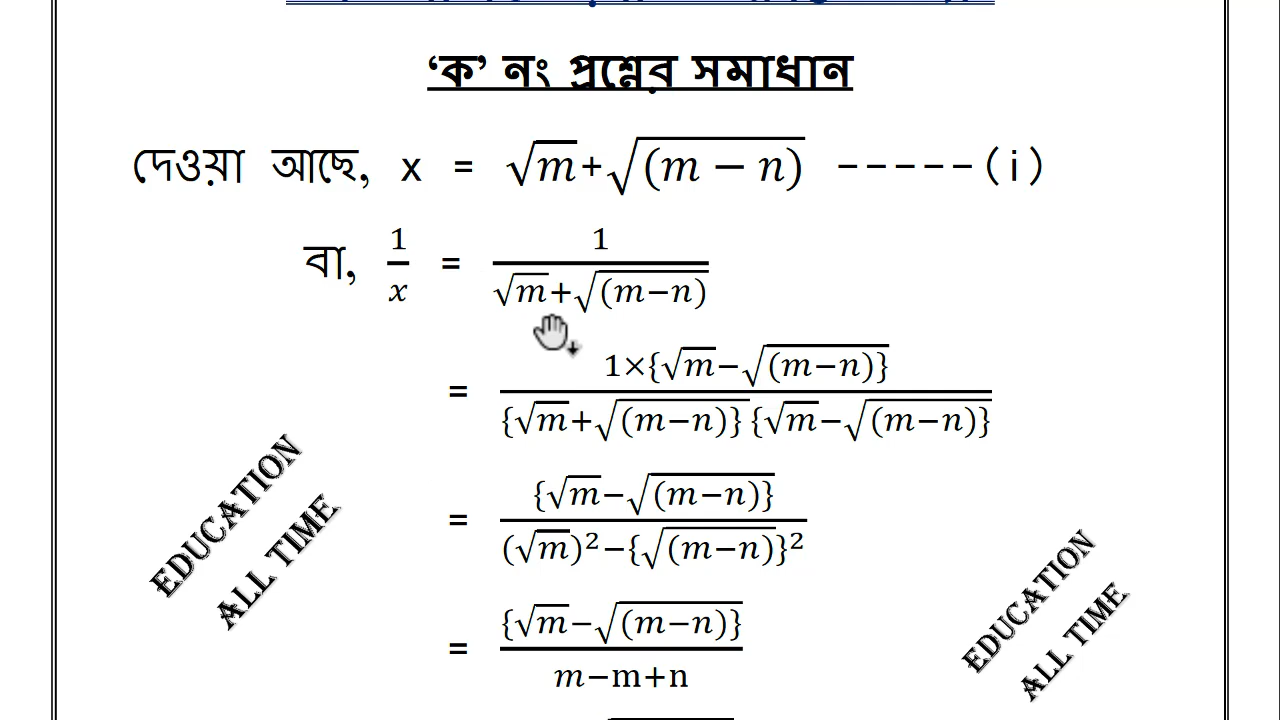 ‘ক’ নং প্রশ্নের সমাধান
দেওয়া আছে, x = √m+√(m − n) −−−−−(i)
বা, 1/x = 1/(√m+√(m−n))
= 1×{√m−√(m−n)}/{√m+√(m−n)}{√m−√(m−n)}
= {√m−√(m−n)}/(√m)²−{√(m−n)}²
= {√m−√(m−n)}/m−m+n
EDUCATION
ALL TIME
EDUCATION
ALL TIME